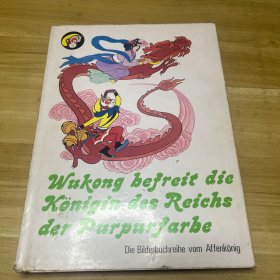 Wukong befreit die
Königin des Reichs
der Purpurfarbe
Die Bilderbuchreihe vom Affenkönig